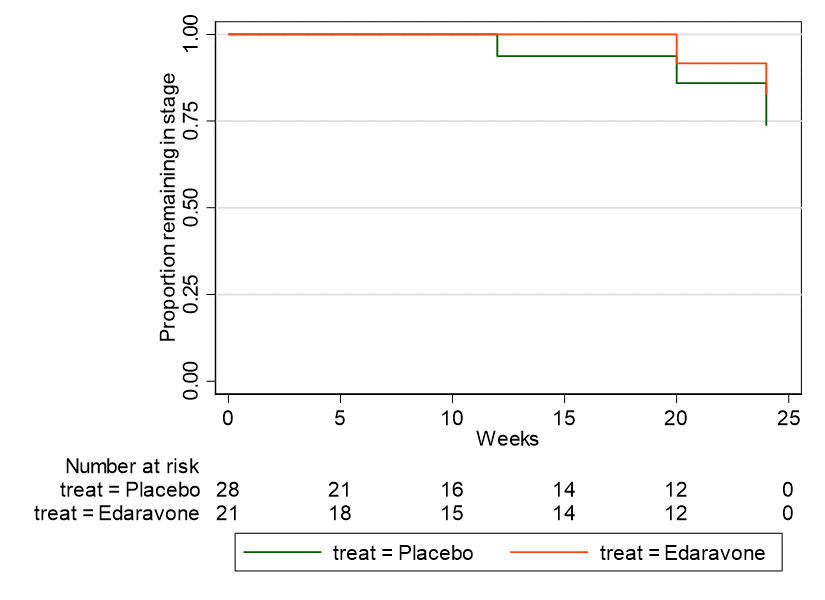 Proportion remaining in stage
1.00
0.75
0.50
0.25
0.00
0 5 10 15 20 25
Weeks
Number at risk
treat = Placebo 28 21 16 14 12 0
treat = Edaravone 21 18 15 14 12 0
treat = Placebo treat = Edaravone